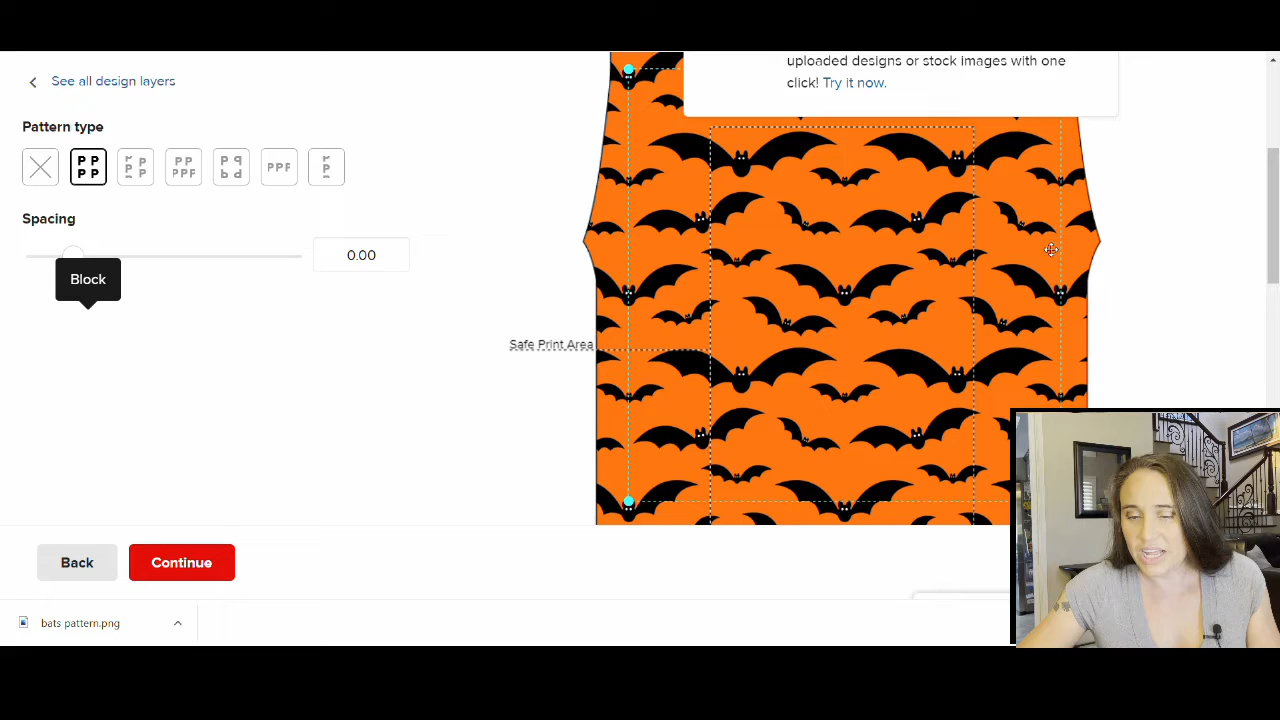 uploaded designs or stock images with one
click! Try it now.
See all design layers
Pattern type
P P
P P
P P
P P P
P q
b d
P P P
Spacing
0.00
Block
Safe Print Area
Back
Continue
bats pattern.png